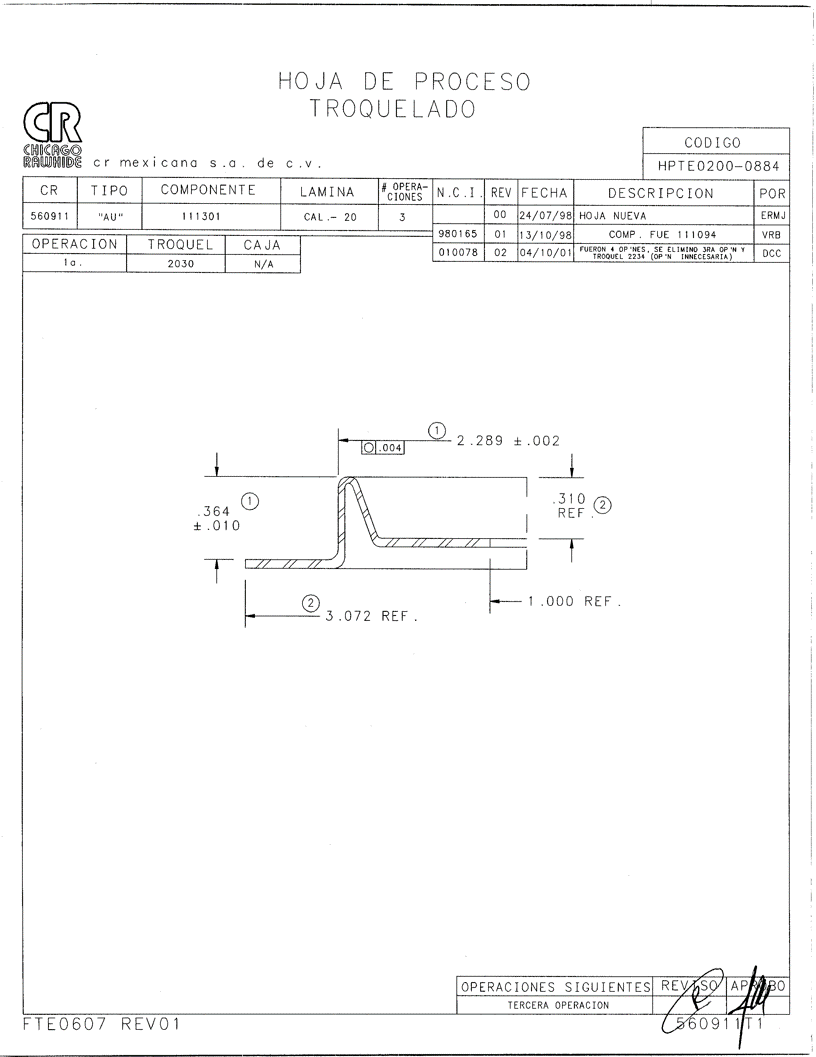 HOJA DE PROCESO
TROQUELADO
CR
CHICAGO
RAWHIDE
cr mexicana s.a. de c.v.
CODIGO
HPTE0200-0884
CR TIPO COMPONENTE LAMINA # OPERA-CIONES N.C.I. REV FECHA DESCRIPCION POR
560911 "AU" 111301 CAL.- 20 3 00 24/07/98 HOJA NUEVA ERMJ
980165 01 13/10/98 COMP. FUE 111094 VRB
010078 02 04/10/01 FUERON 4 OP'NES, SE ELIMINO 3RA OP'N Y TROQUEL 2234 (OP'N INNECESARIA) DCC
OPERACION TROQUEL CAJA
1a. 2030 N/A
1
2.289 ±.002
.004
.364 1
±.010
.310 2
REF.
1.000 REF.
2
3.072 REF.
OPERACIONES SIGUIENTES REVISO APROBO
TERCERA OPERACION
FTE0607 REV01
560911T1